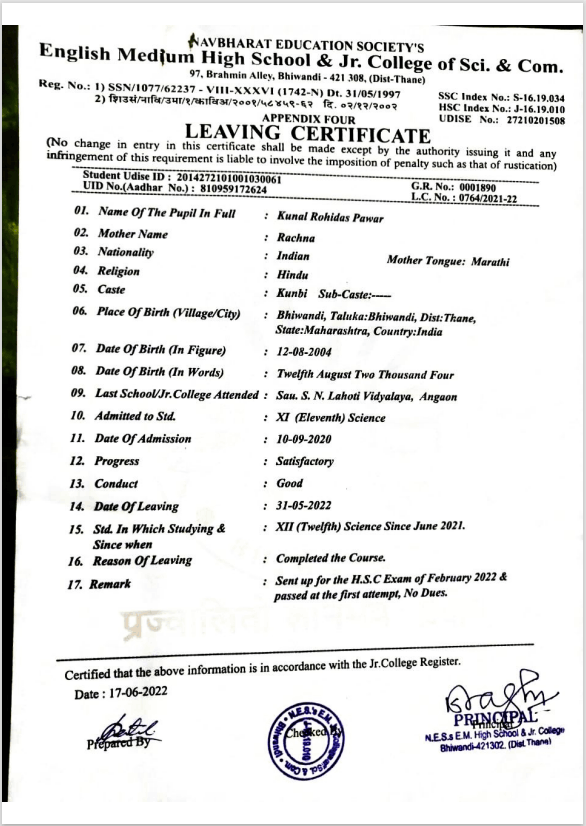 NAVBHARAT EDUCATION SOCIETY'S
English Medium High School & Jr. College of Sci. & Com.
97, Brahmin Alley, Bhiwandi - 421 308, (Dist-Thane)
Reg. No.: 1) SSN/1077/62237 - VIII-XXXVI (1742-N) Dt. 31/05/1997
SSC Index No.: S-16.19.034
2) शिउसं/नावि/उमा/१/काविअ/२००१/५८४५९-६२ दि. ०२/१२/२००२
HSC Index No.: J-16.19.010
APPENDIX FOUR
UDISE No.: 27210201508
LEAVING CERTIFICATE
(No change in entry in this certificate shall be made except by the authority issuing it and any
infringement of this requirement is liable to involve the imposition of penalty such as that of rustication)
Student Udise ID : 2014272101001030061
G.R. No.: 0001890
UID No.(Aadhar No.) : 810959172624
L.C. No. : 0764/2021-22
01. Name Of The Pupil In Full : Kunal Rohidas Pawar
02. Mother Name : Rachna
03. Nationality : Indian Mother Tongue: Marathi
04. Religion : Hindu
05. Caste : Kunbi Sub-Caste:-----
06. Place Of Birth (Village/City) : Bhiwandi, Taluka:Bhiwandi, Dist:Thane,
State:Maharashtra, Country:India
07. Date Of Birth (In Figure) : 12-08-2004
08. Date Of Birth (In Words) : Twelfth August Two Thousand Four
09. Last School/Jr.College Attended : Sau. S. N. Lahoti Vidyalaya, Angaon
10. Admitted to Std. : XI (Eleventh) Science
11. Date Of Admission : 10-09-2020
12. Progress : Satisfactory
13. Conduct : Good
14. Date Of Leaving : 31-05-2022
15. Std. In Which Studying & : XII (Twelfth) Science Since June 2021.
Since when
16. Reason Of Leaving : Completed the Course.
17. Remark : Sent up for the H.S.C Exam of February 2022 &
passed at the first attempt, No Dues.
Certified that the above information is in accordance with the Jr.College Register.
Date : 17-06-2022
Prepared By
Checked By
PRINCIPAL
Principal
N.E.S.s E.M. High School & Jr. College
Bhiwandi-421302. (Dist.Thane)